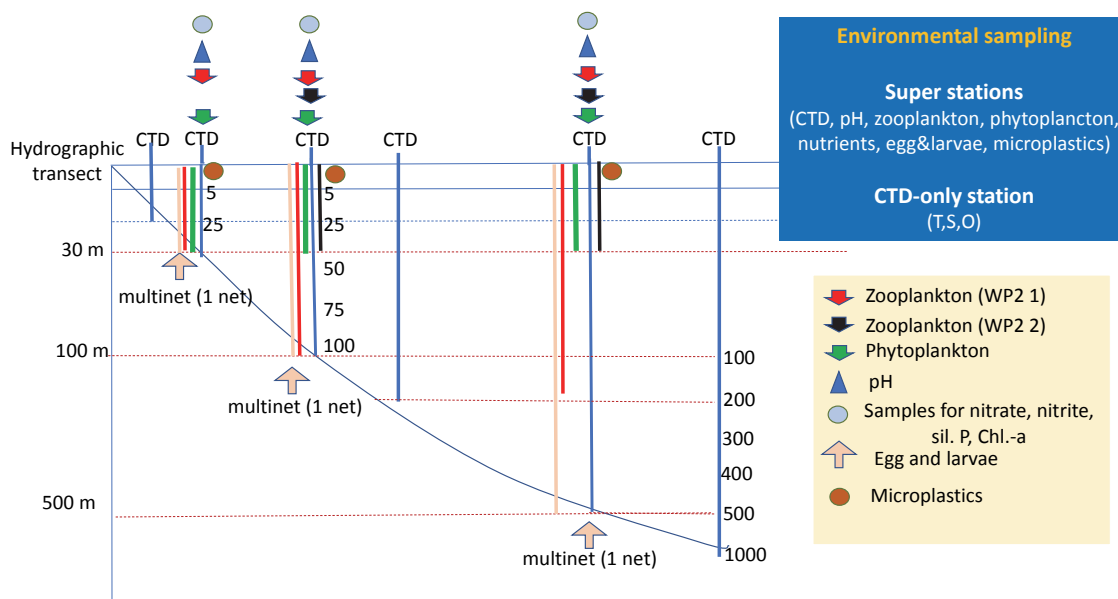 Environmental sampling
Super stations
(CTD, pH, zooplankton, phytoplancton,
nutrients, egg&larvae, microplastics)
CTD-only station
(T,S,O)
CTD CTD CTD CTD CTD CTD
Hydrographic
transect
5
25
5
25
30 m
50
multinet (1 net)
75
100
100 m
100
multinet (1 net)
200
300
400
500 m
500
multinet (1 net)
1000
Zooplankton (WP2 1)
Zooplankton (WP2 2)
Phytoplankton
pH
Samples for nitrate, nitrite,
sil. P, Chl.-a
Egg and larvae
Microplastics